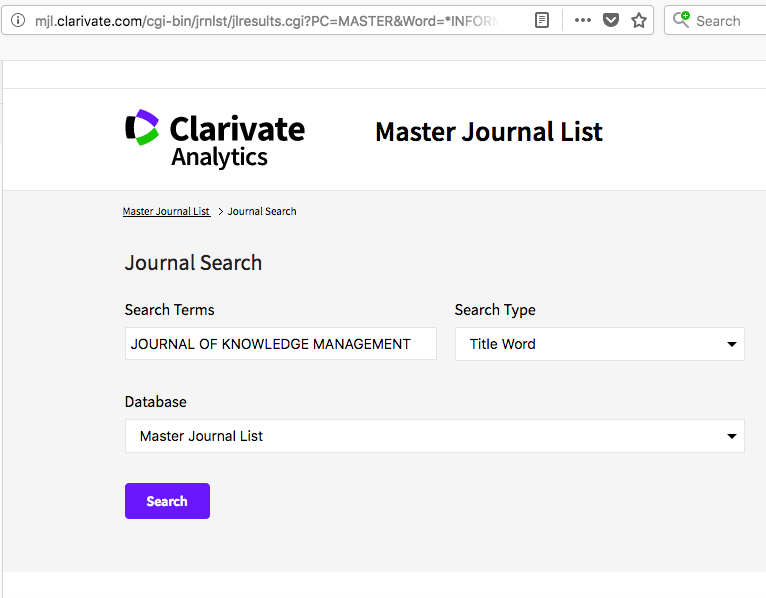 mjl.clarivate.com/cgi-bin/jrnlst/jlresults.cgi?PC=MASTER&Word=*INFORM
Search
Clarivate
Analytics
Master Journal List
Master Journal List > Journal Search
Journal Search
Search Terms
Search Type
JOURNAL OF KNOWLEDGE MANAGEMENT
Title Word
Database
Master Journal List
Search